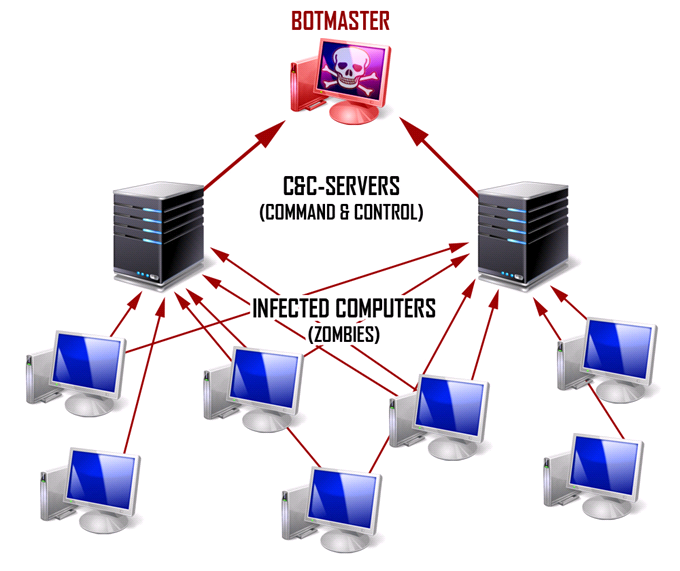 BOTMASTER
C&C-SERVERS
(COMMAND & CONTROL)
INFECTED COMPUTERS
(ZOMBIES)